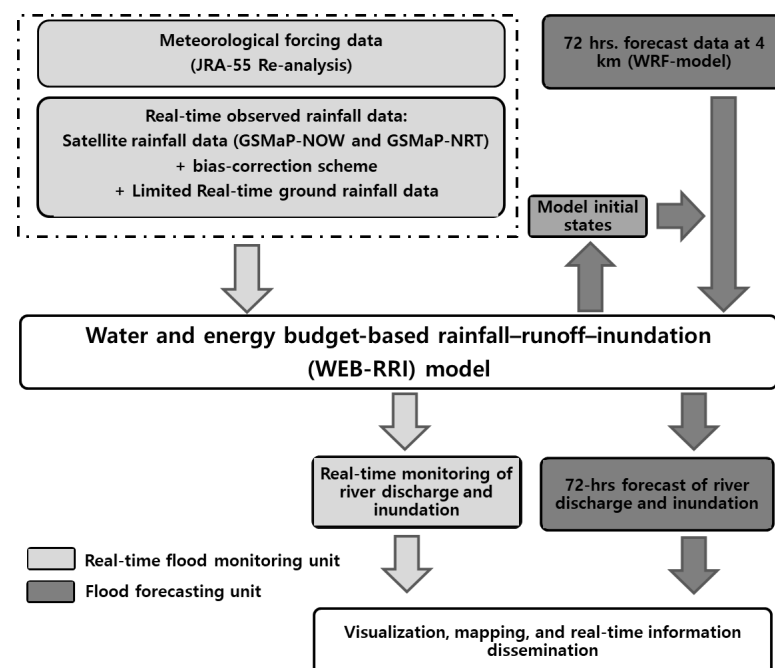 Meteorological forcing data
(JRA-55 Re-analysis)
72 hrs. forecast data at 4
km (WRF-model)
Real-time observed rainfall data:
Satellite rainfall data (GSMaP-NOW and GSMaP-NRT)
+ bias-correction scheme
+ Limited Real-time ground rainfall data
Model initial
states
Water and energy budget-based rainfall–runoff–inundation
(WEB-RRI) model
Real-time monitoring of
river discharge and
inundation
72-hrs forecast of river
discharge and inundation
Real-time flood monitoring unit
Flood forecasting unit
Visualization, mapping, and real-time information
dissemination